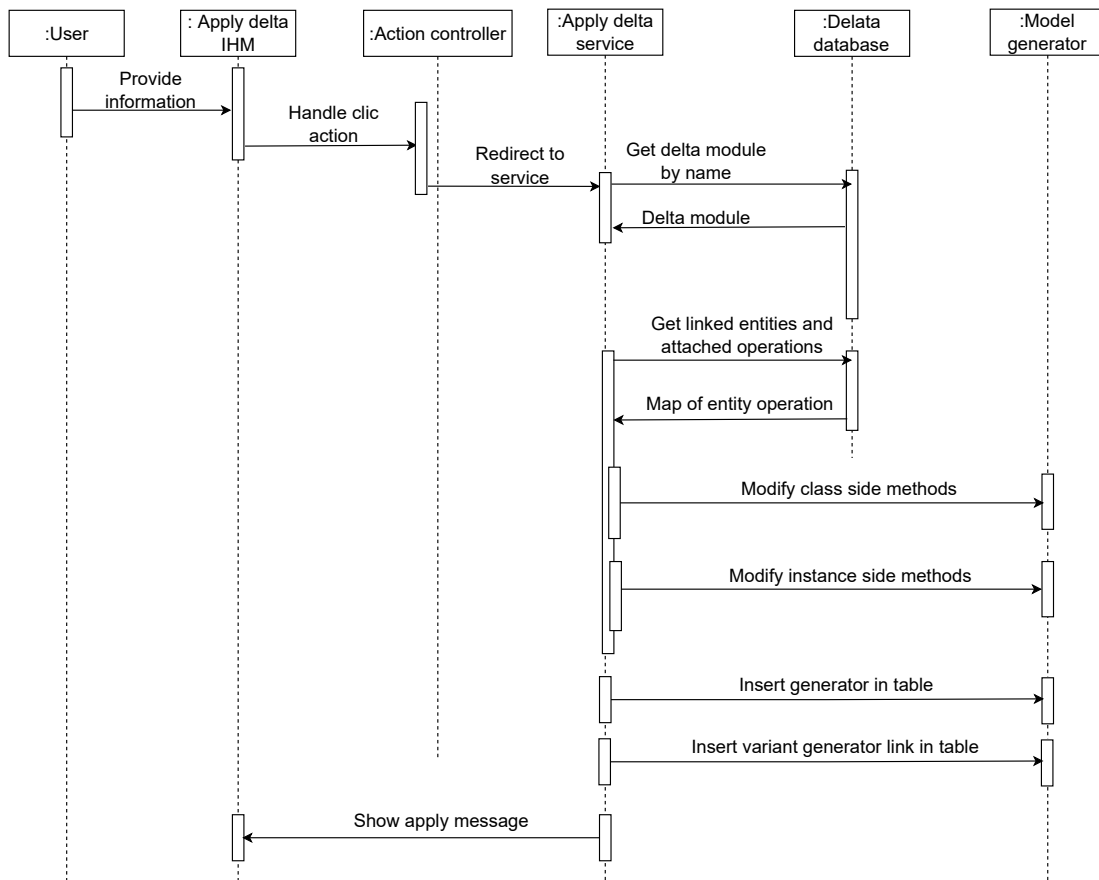 :User
: Apply delta
IHM
:Action controller
:Apply delta
service
:Delata
database
:Model
generator
Provide
information
Handle clic
action
Redirect to
service
Get delta module
by name
Delta module
Get linked entities and
attached operations
Map of entity operation
Modify class side methods
Modify instance side methods
Insert generator in table
Insert variant generator link in table
Show apply message